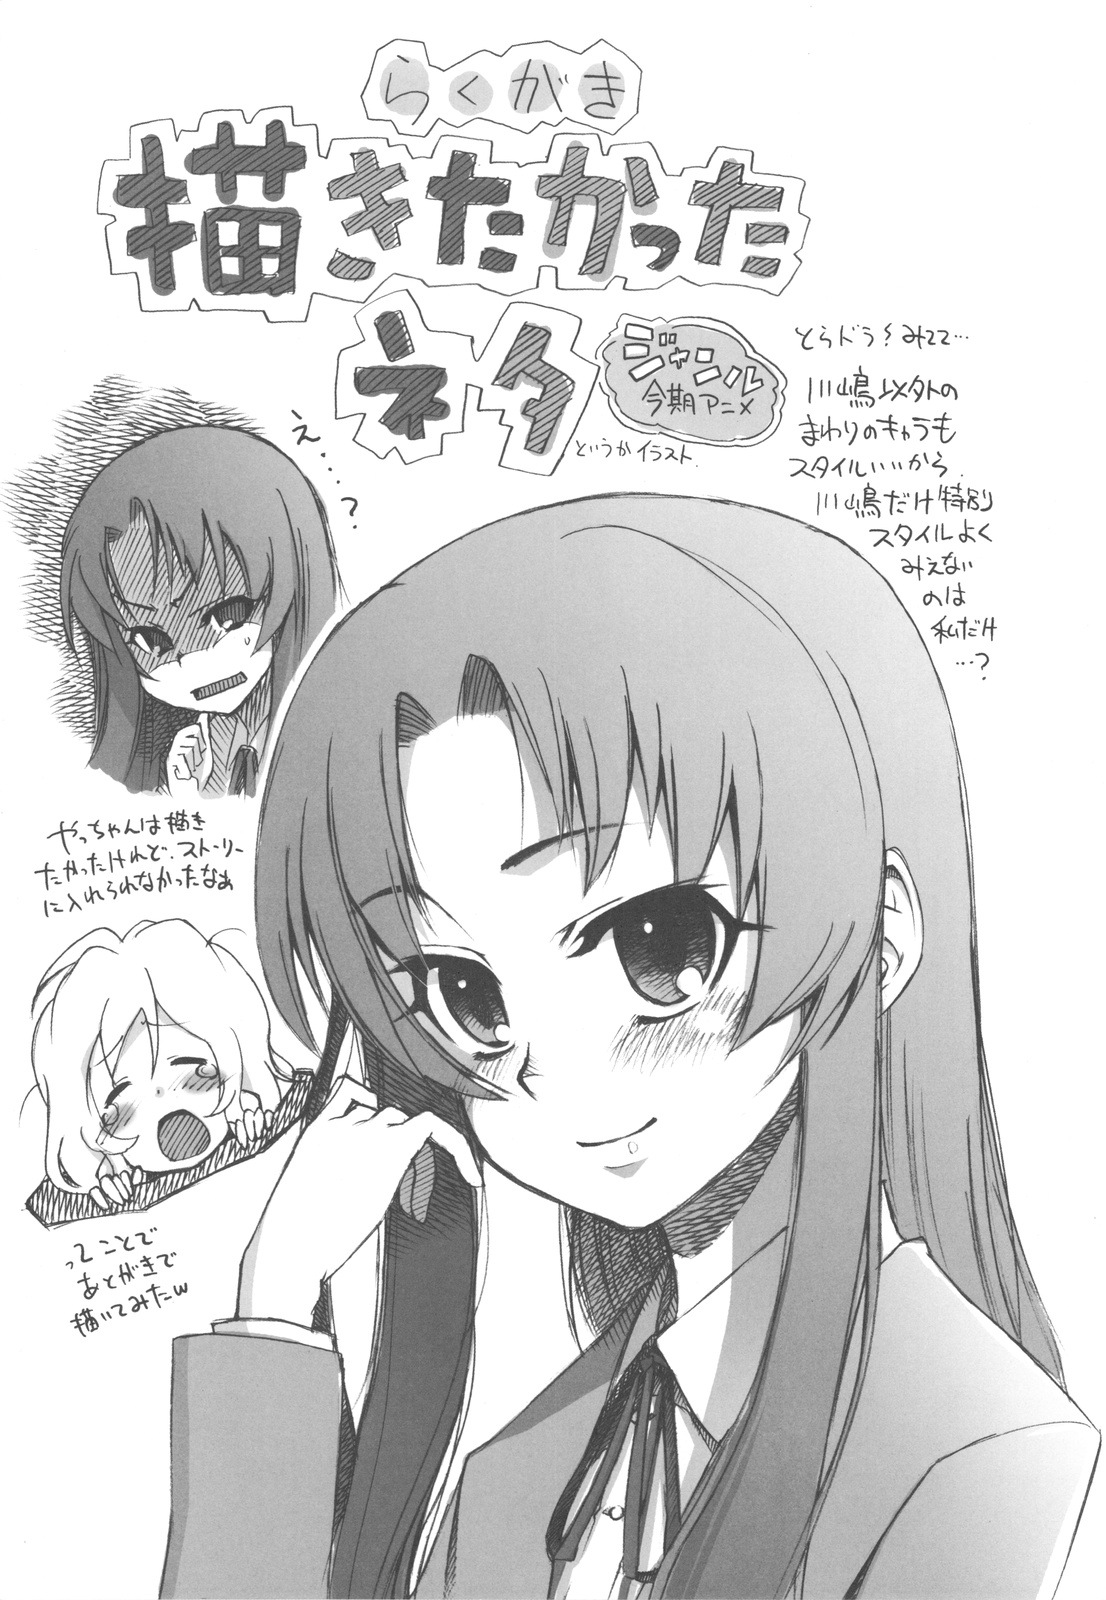 らくがき
描きたかった
ネタ
ジャンル
今期アニメ
というかイラスト.
とらドラ!みてて…
川嶋以外の
まわりのキャラも
スタイルいいから、
川嶋だけ特別
スタイルよく
みえない
のは
私だけ
…?
え…?
やっちゃんは描き
たかったけれど、ストーリー
に入れられなかったなぁ
ってことで
あとがきで
描いてみたw